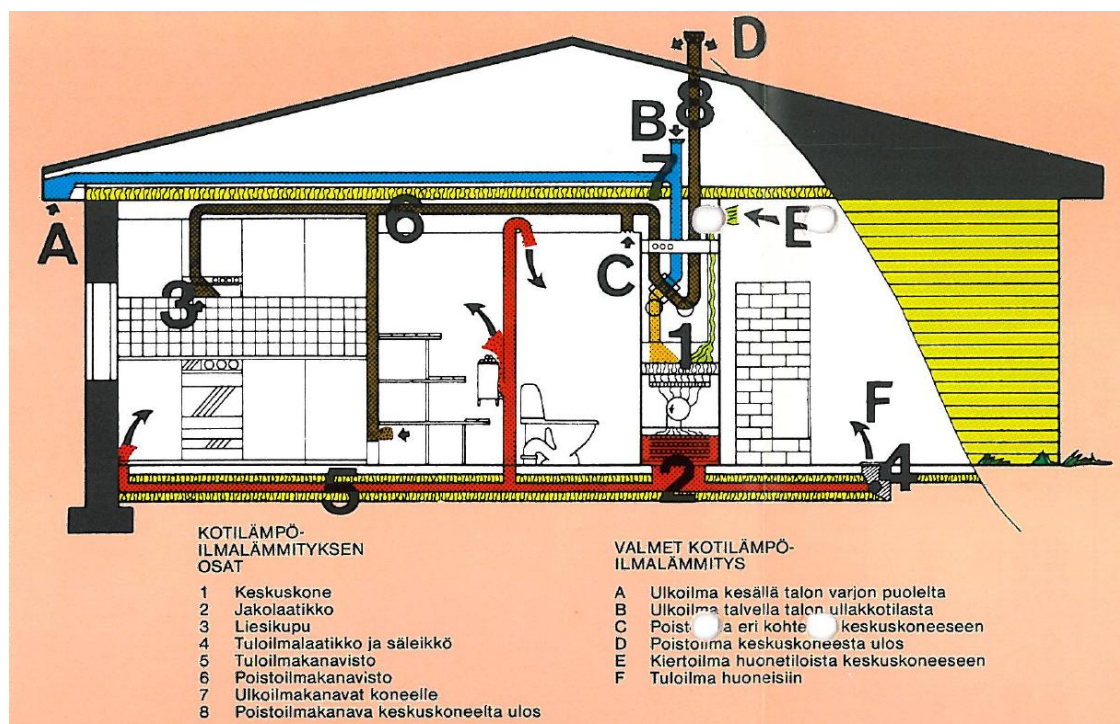 D
8
B
7
A
6
E
C
3
1
F
4
2
5
KOTILÄMPÖ-
ILMALÄMMITYKSEN
OSAT
1 Keskuskone
2 Jakolaatikko
3 Liesikupu
4 Tuloilmalaatikko ja säleikkö
5 Tuloilmakanavisto
6 Poistoilmakanavisto
7 Ulkoilmakanavat koneelle
8 Poistoilmakanava keskuskoneelta ulos
VALMET KOTILÄMPÖ-
ILMALÄMMITYS
A Ulkoilma kesällä talon varjon puolelta
B Ulkoilma talvella talon ullakkotilasta
C eri keskuskoneeseen
D Poistoilma keskuskoneesta ulos
E Kiertoilma huonetiloista keskuskoneeseen
F Tuloilma huoneisiin